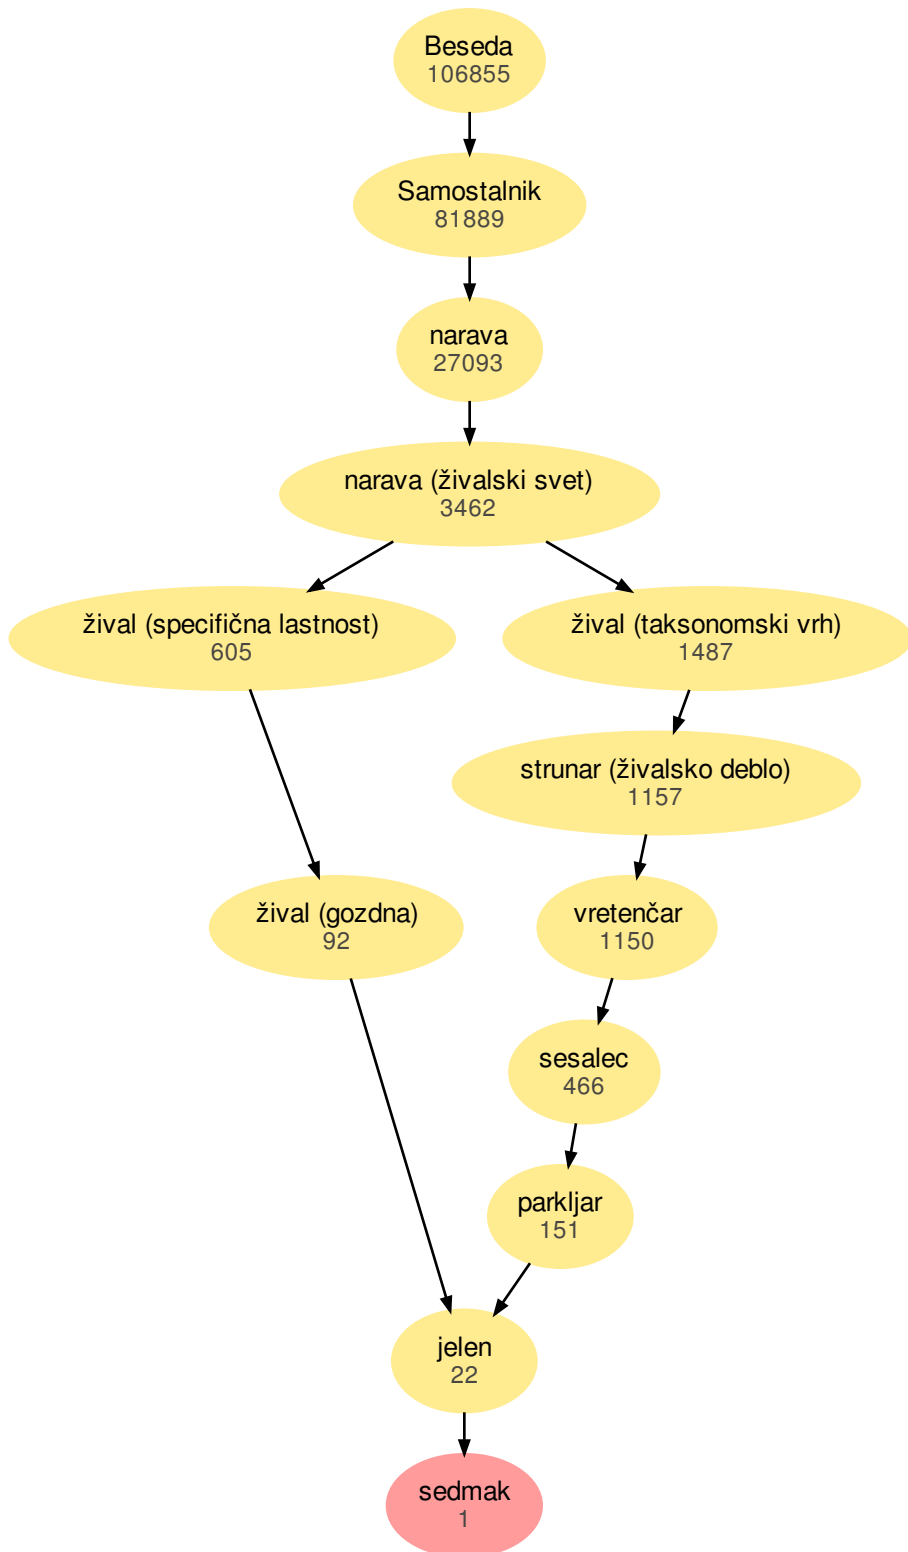 Beseda
106855
Samostalnik
81889
narava
27093
narava (živalski svet)
3462
žival (specifična lastnost)
605
žival (taksonomski vrh)
1487
strunar (živalsko deblo)
1157
žival (gozdna)
92
vretenčar
1150
sesalec
466
parkljar
151
jelen
22
sedmak
1